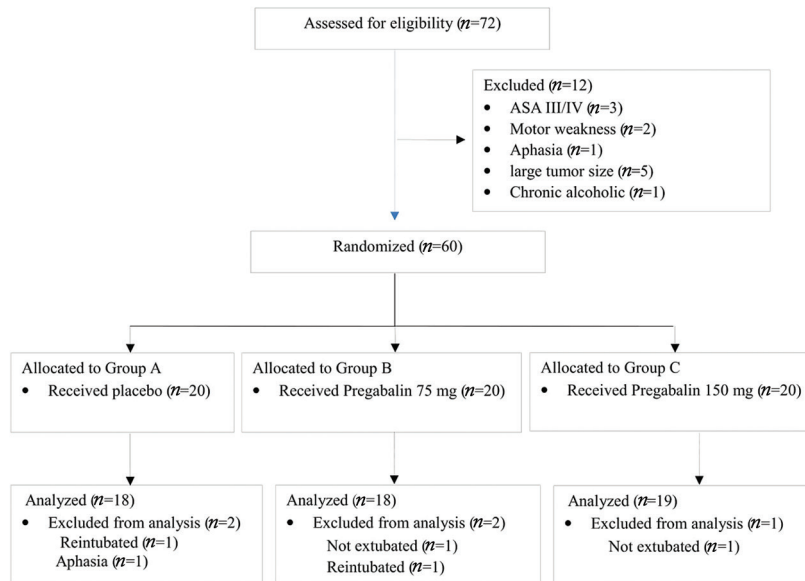 Assessed for eligibility (n=72)
Excluded (n=12)
• ASA III/IV (n=3)
• Motor weakness (n=2)
• Aphasia (n=1)
• large tumor size (n=5)
• Chronic alcoholic (n=1)
Randomized (n=60)
Allocated to Group A
• Received placebo (n=20)
Allocated to Group B
• Received Pregabalin 75 mg (n=20)
Allocated to Group C
• Received Pregabalin 150 mg (n=20)
Analyzed (n=18)
• Excluded from analysis (n=2)
Reintubated (n=1)
Aphasia (n=1)
Analyzed (n=18)
• Excluded from analysis (n=2)
Not extubated (n=1)
Reintubated (n=1)
Analyzed (n=19)
• Excluded from analysis (n=1)
Not extubated (n=1)